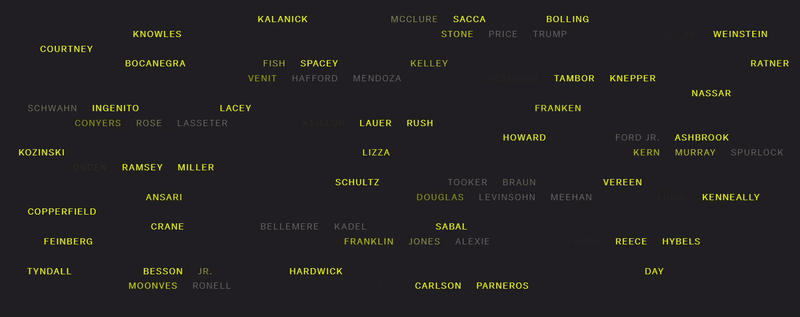 KALANICK MCCLURE SACCA BOLLING
KNOWLES STONE PRICE TRUMP WEINSTEIN
COURTNEY
BOCANEGRA FISH SPACEY KELLEY RATNER
VENIT HAFFORD MENDOZA TAMBOR KNEPPER
NASSAR
SCHWAHN INGENITO LACEY FRANKEN
CONYERS ROSE LASSETER LAUER RUSH
HOWARD FORD JR. ASHBROOK
KOZINSKI LIZZA KERN MURRAY SPURLOCK
RAMSEY MILLER
SCHULTZ TOOKER BRAUN VEREEN
ANSARI DOUGLAS LEVINSOHN MEEHAN KENNEALLY
COPPERFIELD
CRANE BELLEMERE KADEL SABAL
FEINBERG FRANKLIN JONES ALEXIE REECE HYBELS
TYNDALL BESSON JR. HARDWICK DAY
MOONVES RONELL CARLSON PARNEROS